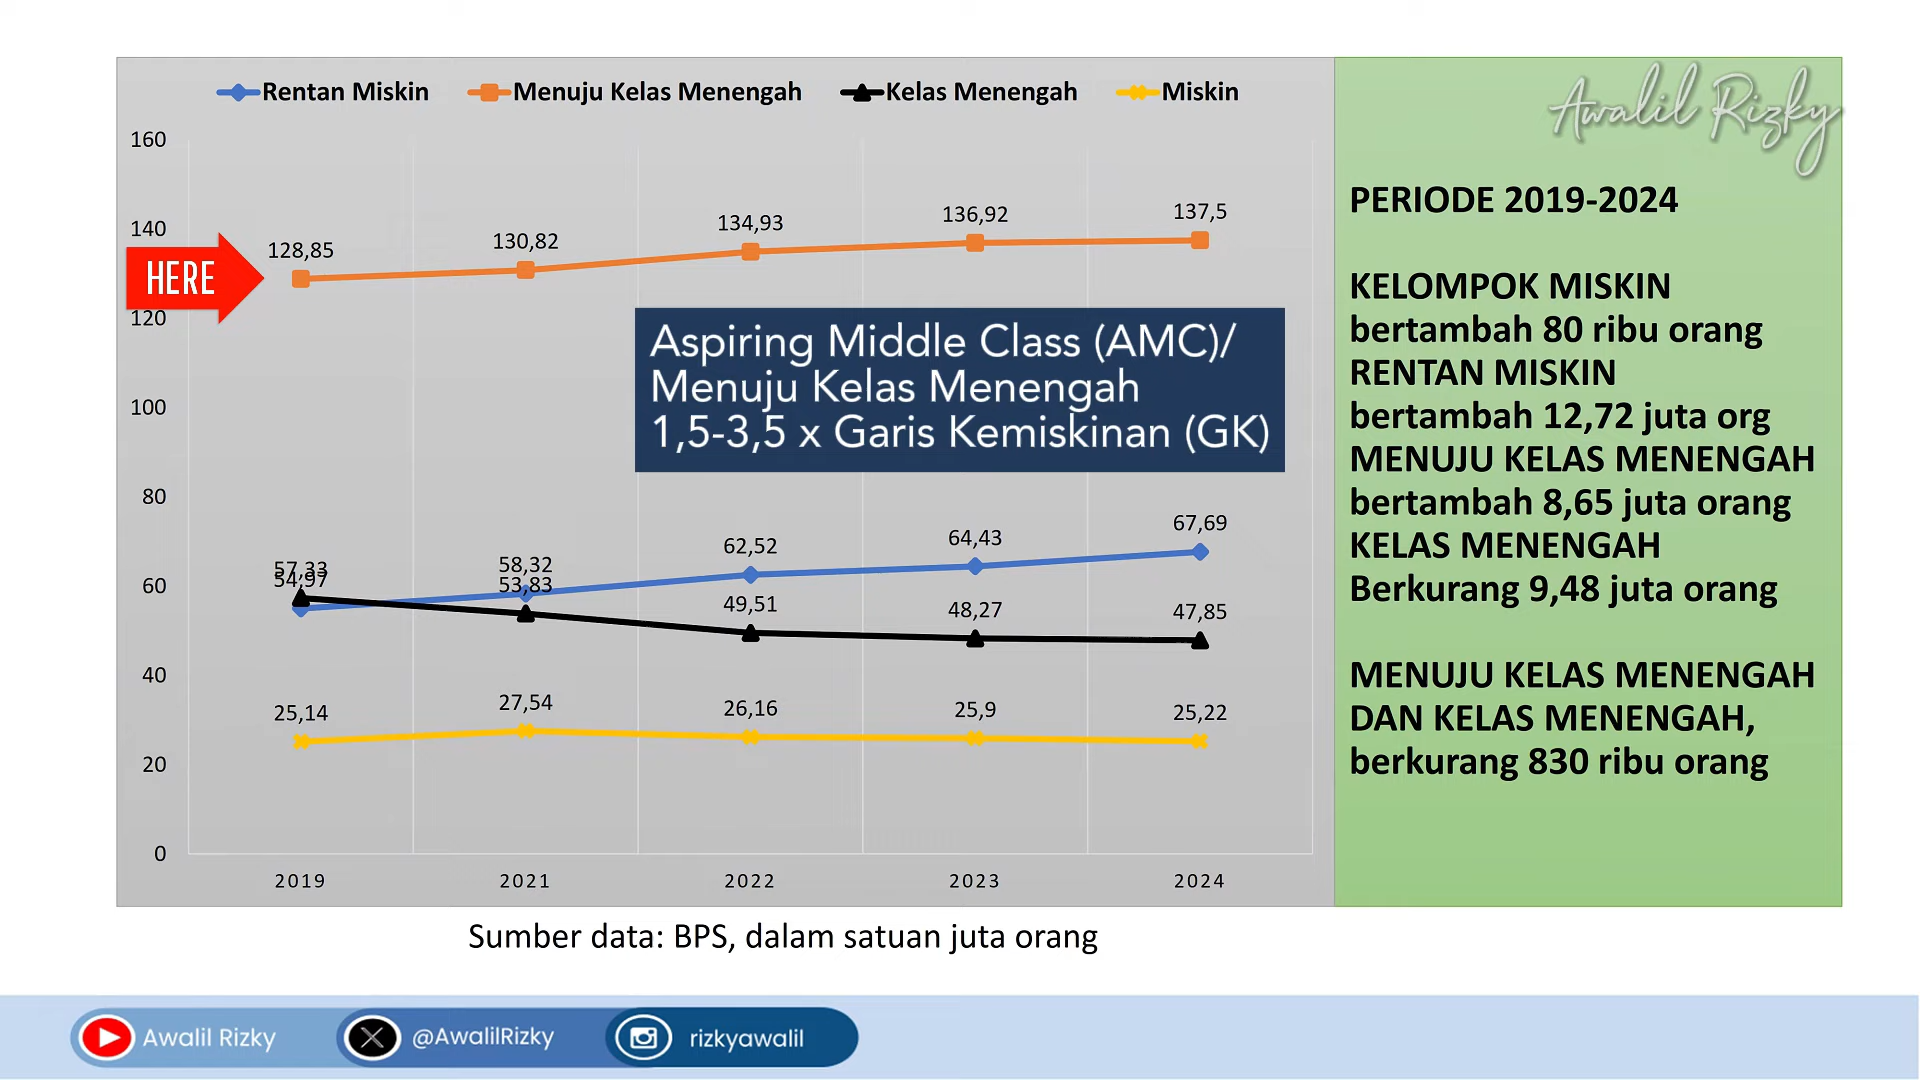 Rentan Miskin Menuju Kelas Menengah Kelas Menengah Miskin
160
140
120
100
80
60
40
20
0
HERE
128,85 130,82 134,93 136,92 137,5
Aspiring Middle Class (AMC)/
Menuju Kelas Menengah
1,5-3,5 x Garis Kemiskinan (GK)
54,97 58,32 62,52 64,43 67,69
57,33 53,83 49,51 48,27 47,85
25,14 27,54 26,16 25,9 25,22
2019 2021 2022 2023 2024
Sumber data: BPS, dalam satuan juta orang
Awalil Rizky
PERIODE 2019-2024
KELOMPOK MISKIN
bertambah 80 ribu orang
RENTAN MISKIN
bertambah 12,72 juta org
MENUJU KELAS MENENGAH
bertambah 8,65 juta orang
KELAS MENENGAH
Berkurang 9,48 juta orang
MENUJU KELAS MENENGAH
DAN KELAS MENENGAH,
berkurang 830 ribu orang
Awalil Rizky @AwalilRizky rizkyawalil